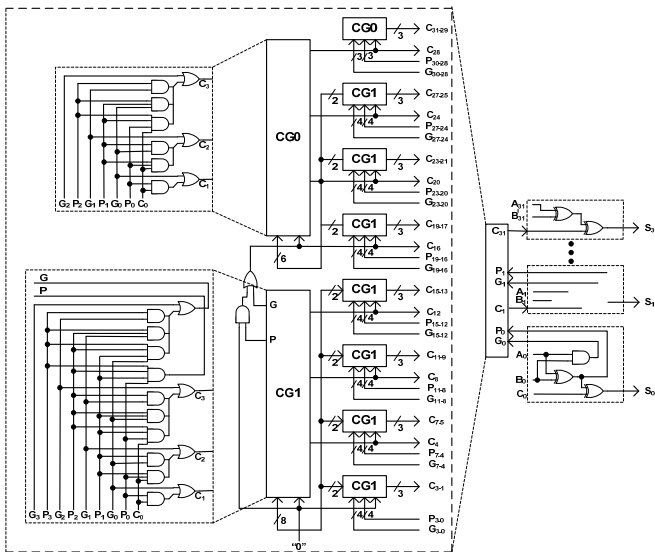 CG0
3
C31-29
3
3
C28
P30-28
G30-28
C3
C2
C1
G2 P2 G1 P1 G0 P0 C0
CG0
6
2
CG1
3
C27-25
4
4
C24
P27-24
G27-24
2
CG1
3
C23-21
4
4
C20
P23-20
G23-20
2
CG1
3
C19-17
4
4
C16
P19-16
G19-16
G
P
C3
C2
C1
G3 P3 G2 P2 G1 P1 G0 P0 C0
G
P
CG1
8
"0"
2
CG1
3
C15-13
4
4
C12
P15-12
G15-12
2
CG1
3
C11-9
4
4
C8
P11-8
G11-8
2
CG1
3
C7-5
4
4
C4
P7-4
G7-4
2
CG1
3
C3-1
4
4
P3-0
G3-0
C31
P1
G1
C1
P0
G0
A31
B31
S3
A1
B1
S1
A0
B0
C0
S0